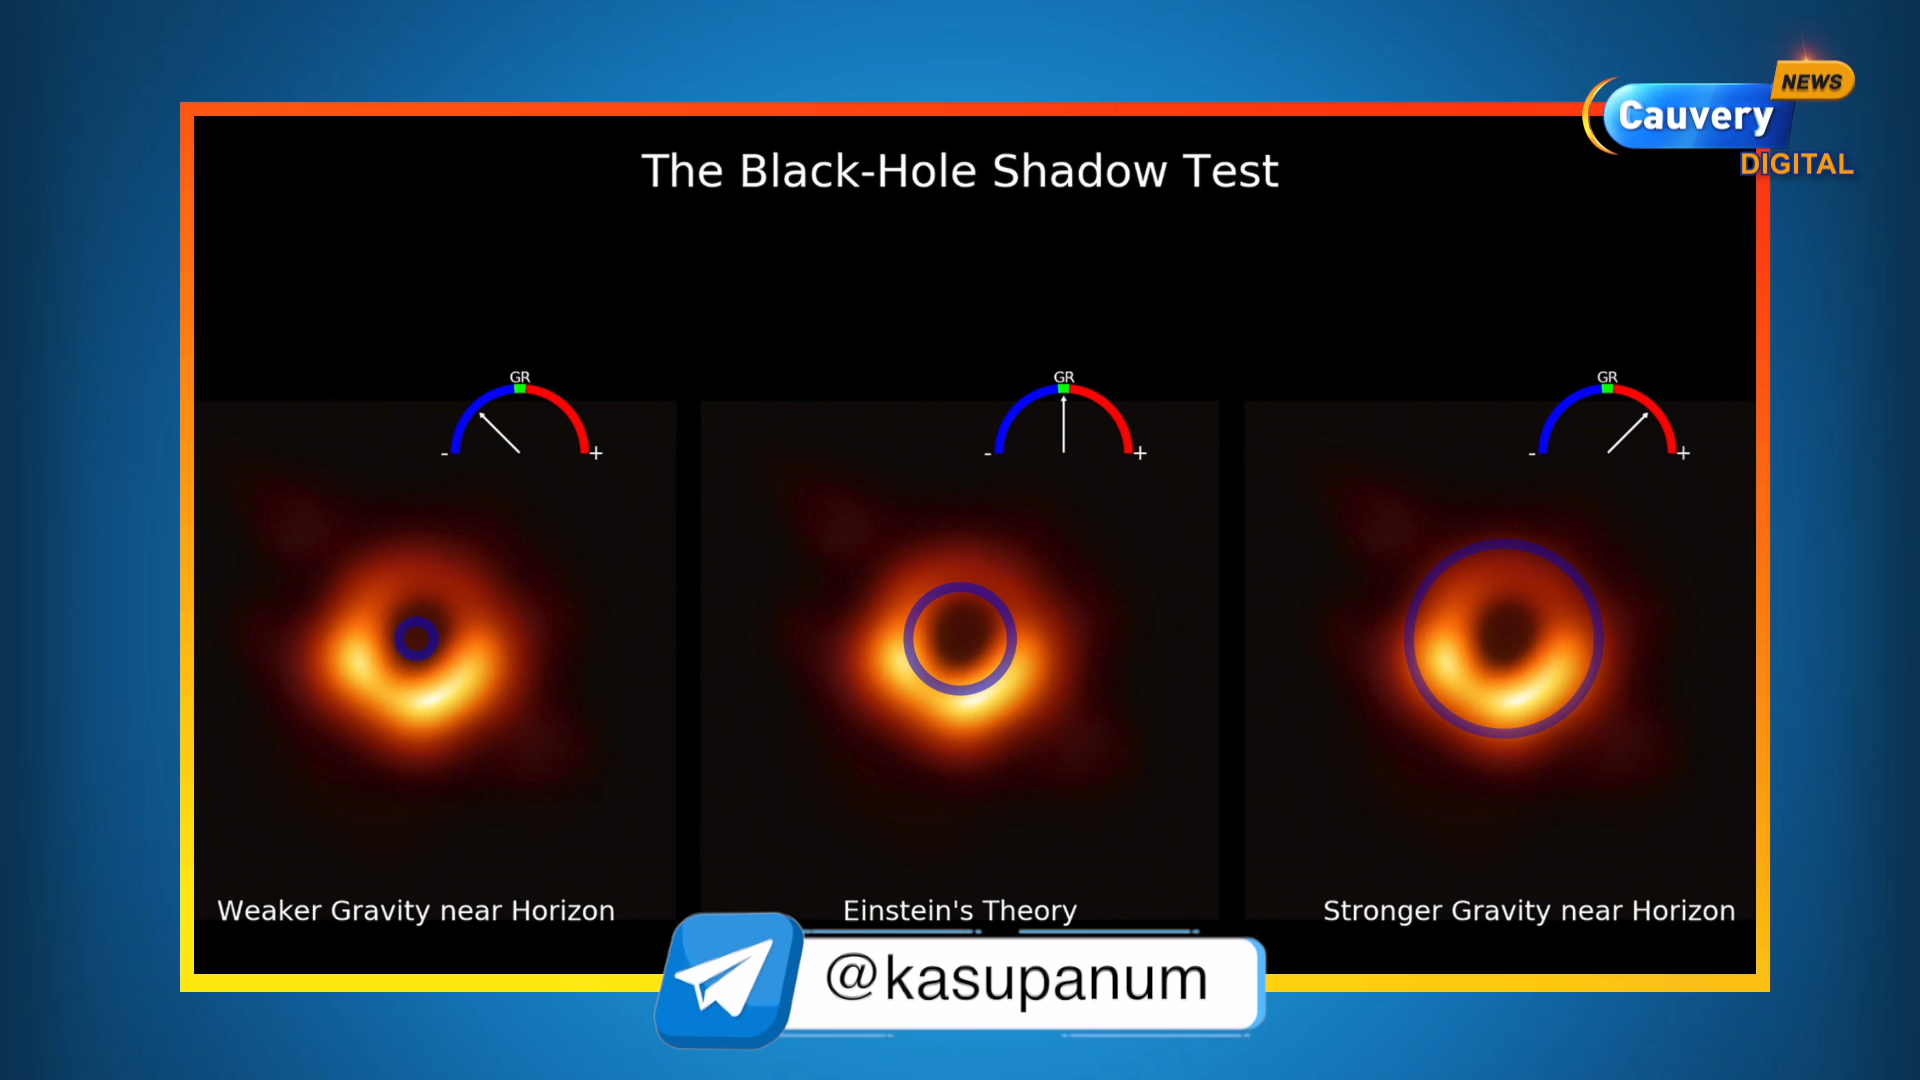 NEWS
Cauvery
DIGITAL
The Black-Hole Shadow Test
GR
- +
GR
- +
GR
- +
Weaker Gravity near Horizon
Einstein's Theory
Stronger Gravity near Horizon
@kasupanum